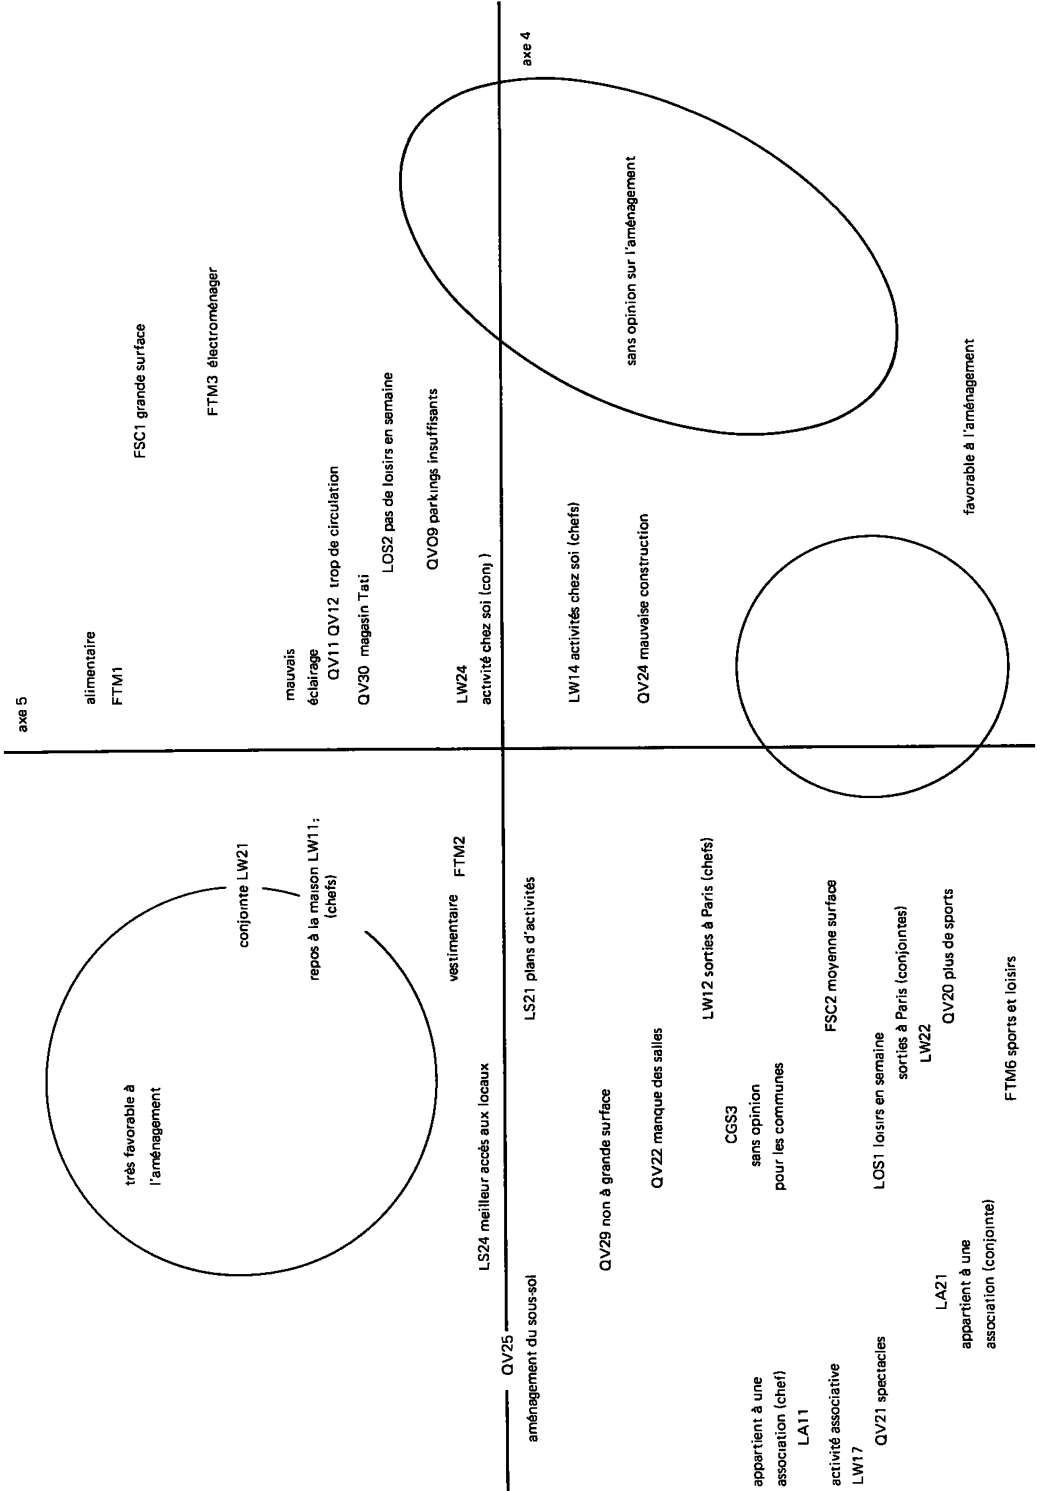 axe 5
alimentaire
FTM1
très favorable à
l'aménagement
FSC1 grande surface
FTM3 électroménager
conjointe LW21
repos à la maison LW11;
(chefs)
mauvais
éclairage
QV11 QV12 trop de circulation
QV30 magasin Tati
LOS2 pas de loisirs en semaine
QVO9 parkings insuffisants
vestimentaire FTM2
LW24
activité chez soi (conj )
LS24 meilleur accès aux locaux
QV25
axe 4
aménagement du sous-sol
LS21 plans d'activités
LW14 activités chez soi (chefs)
QV29 non à grande surface
sans opinion sur l'aménagement
QV24 mauvaise construction
QV22 manque des salles
LW12 sorties à Paris (chefs)
CGS3
sans opinion
pour les communes
appartient à une
association (chef)
LA11
FSC2 moyenne surface
activité associative
LW17
QV21 spectacles
LOS1 loisirs en semaine
sorties à Paris (conjointes)
LW22
QV20 plus de sports
favorable à l'aménagement
LA21
appartient à une
association (conjointe)
FTM6 sports et loisirs